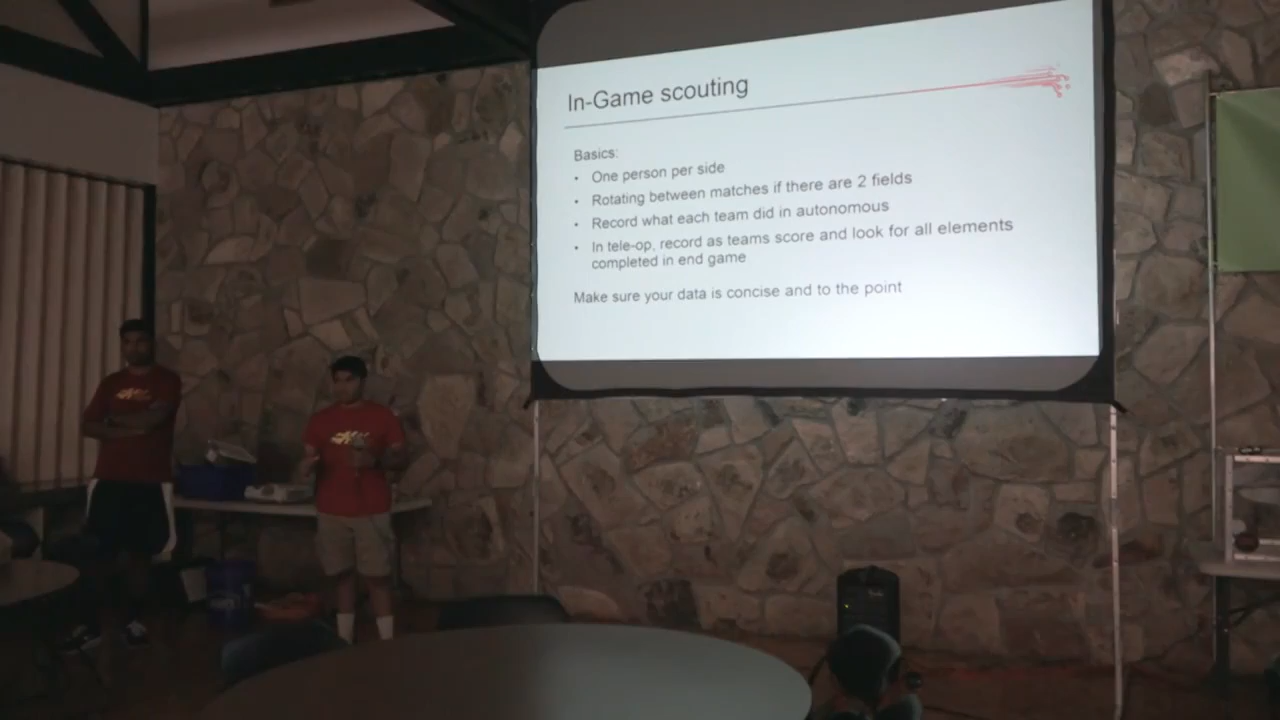 In-Game scouting
Basics:
• One person per side
• Rotating between matches if there are 2 fields
• Record what each team did in autonomous
• In tele-op, record as teams score and look for all elements
completed in end game
Make sure your data is concise and to the point